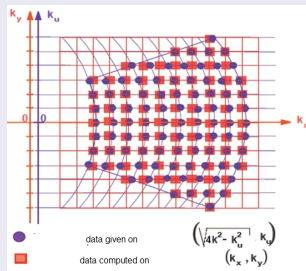 k_y k_u
0 0 k_x
data given on (√4k²- k_u² , k_u)
data computed on (k_x , k_y)